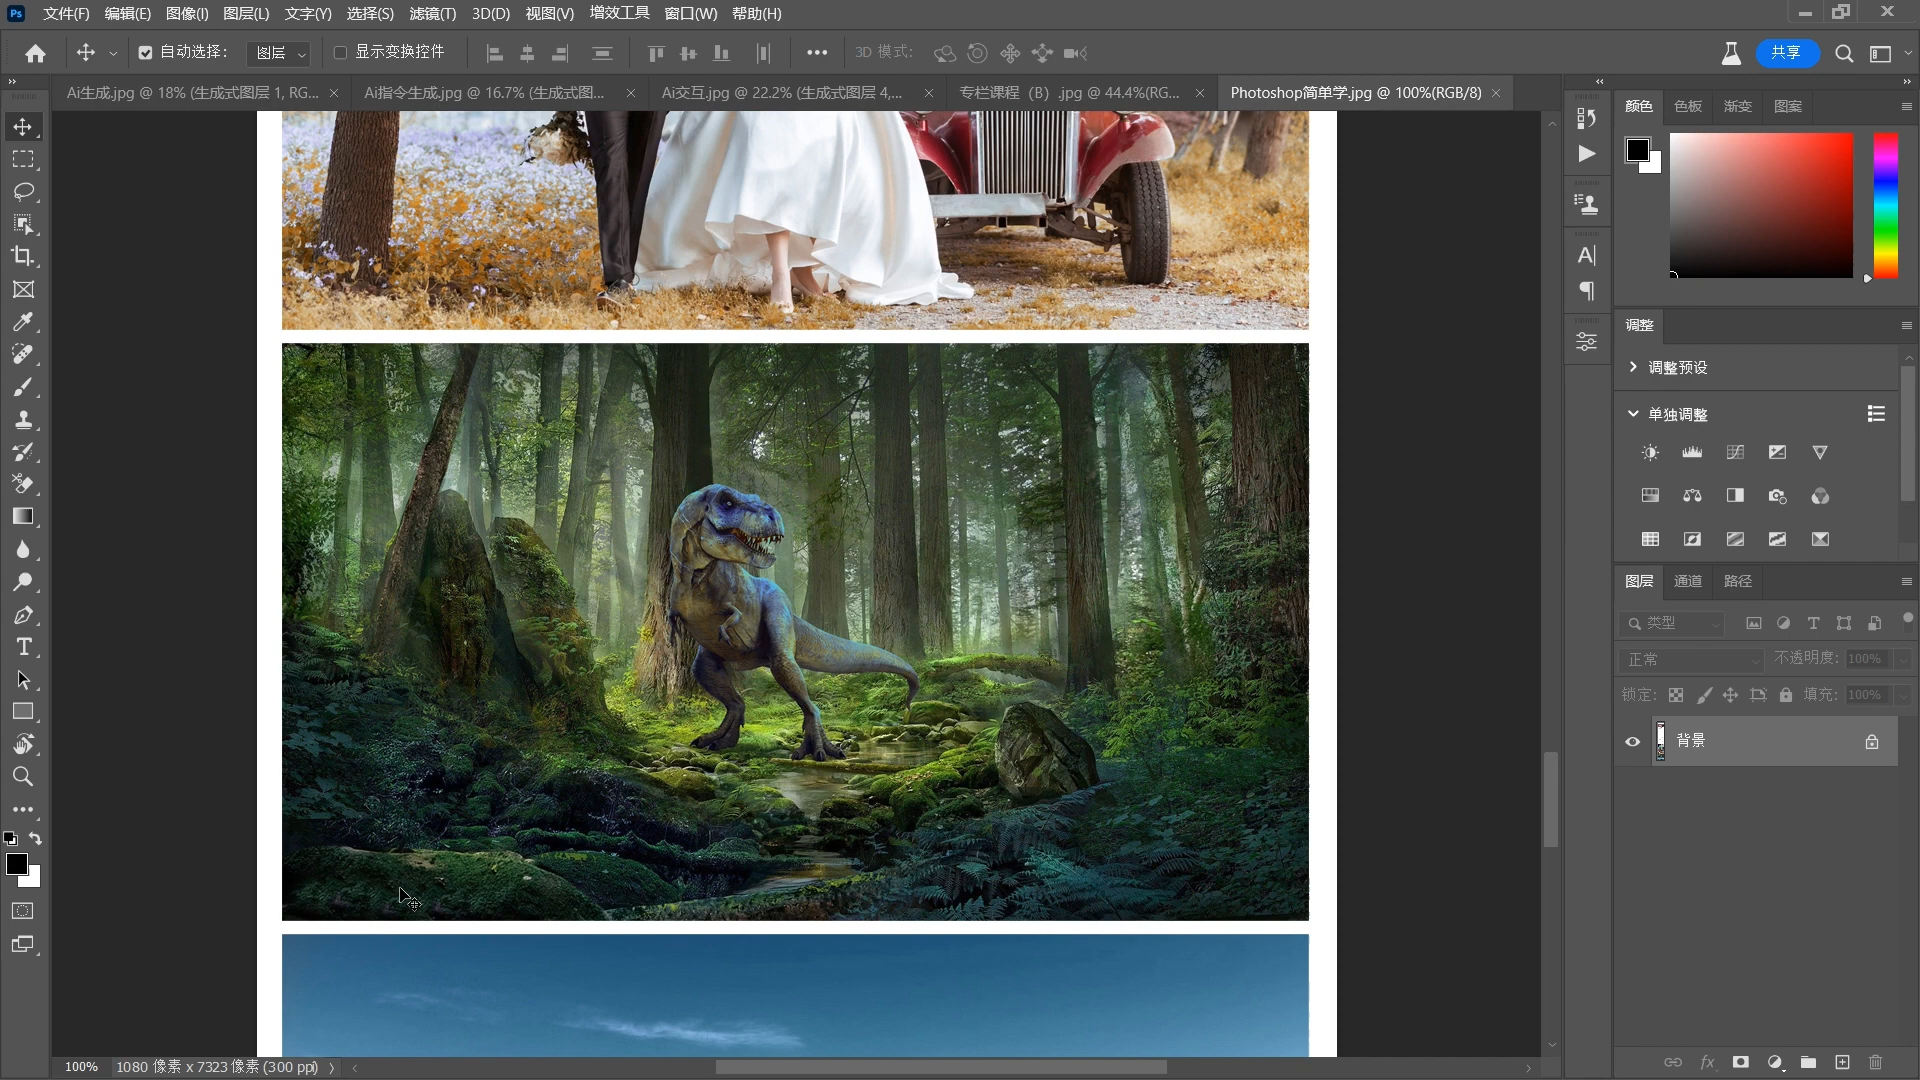 Ps 文件(F) 编辑(E) 图像(I) 图层(L) 文字(Y) 选择(S) 滤镜(T) 3D(D) 视图(V) 增效工具 窗口(W) 帮助(H)
自动选择: 图层 显示变换控件 3D 模式: 共享
Ai生成.jpg @ 18% (生成式图层 1, RG... × Ai指令生成.jpg @ 16.7% (生成式图... × Ai交互.jpg @ 22.2% (生成式图层 4,... × 专栏课程（B）.jpg @ 44.4%(RG... × Photoshop简单学.jpg @ 100%(RGB/8) ×
颜色 色板 渐变 图案
调整
调整预设
单独调整
图层 通道 路径
类型
正常 不透明度: 100%
锁定: 填充: 100%
背景
fx
100% 1080 像素 x 7323 像素 (300 ppi)